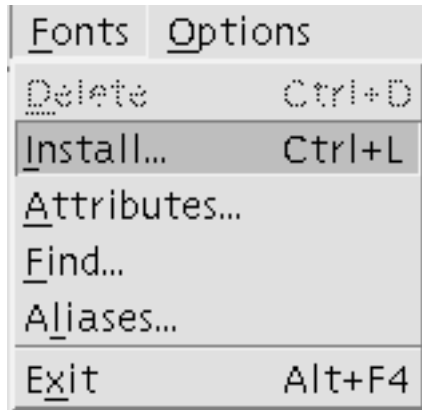 Fonts Options
Delete Ctrl+D
Install... Ctrl+L
Attributes...
Find...
Aliases...
Exit Alt+F4